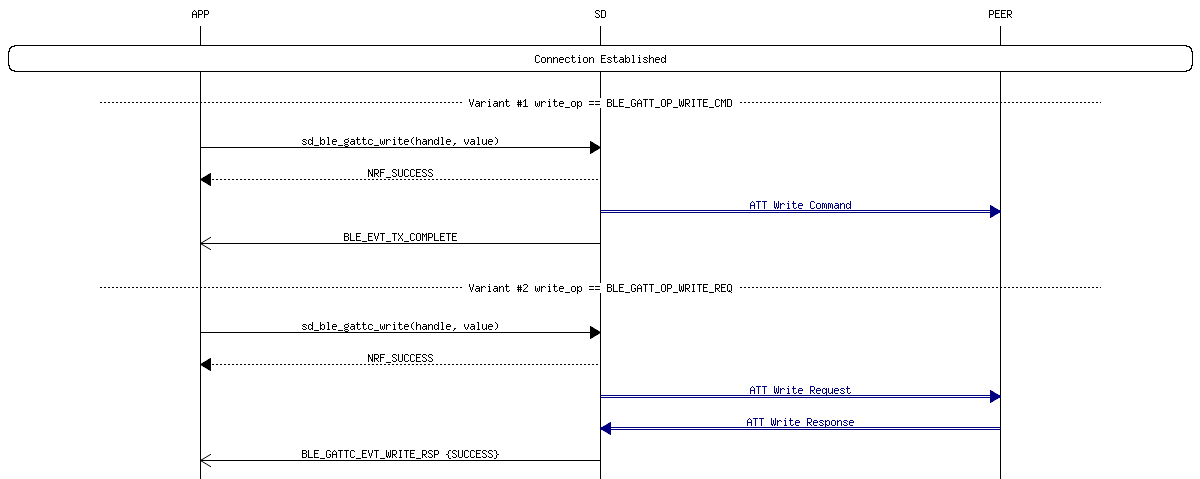 APP SD PEER
Connection Established
Variant #1 write_op == BLE_GATT_OP_WRITE_CMD
sd_ble_gattc_write(handle, value)
NRF_SUCCESS
ATT Write Command
BLE_EVT_TX_COMPLETE
Variant #2 write_op == BLE_GATT_OP_WRITE_REQ
sd_ble_gattc_write(handle, value)
NRF_SUCCESS
ATT Write Request
ATT Write Response
BLE_GATTC_EVT_WRITE_RSP {SUCCESS}